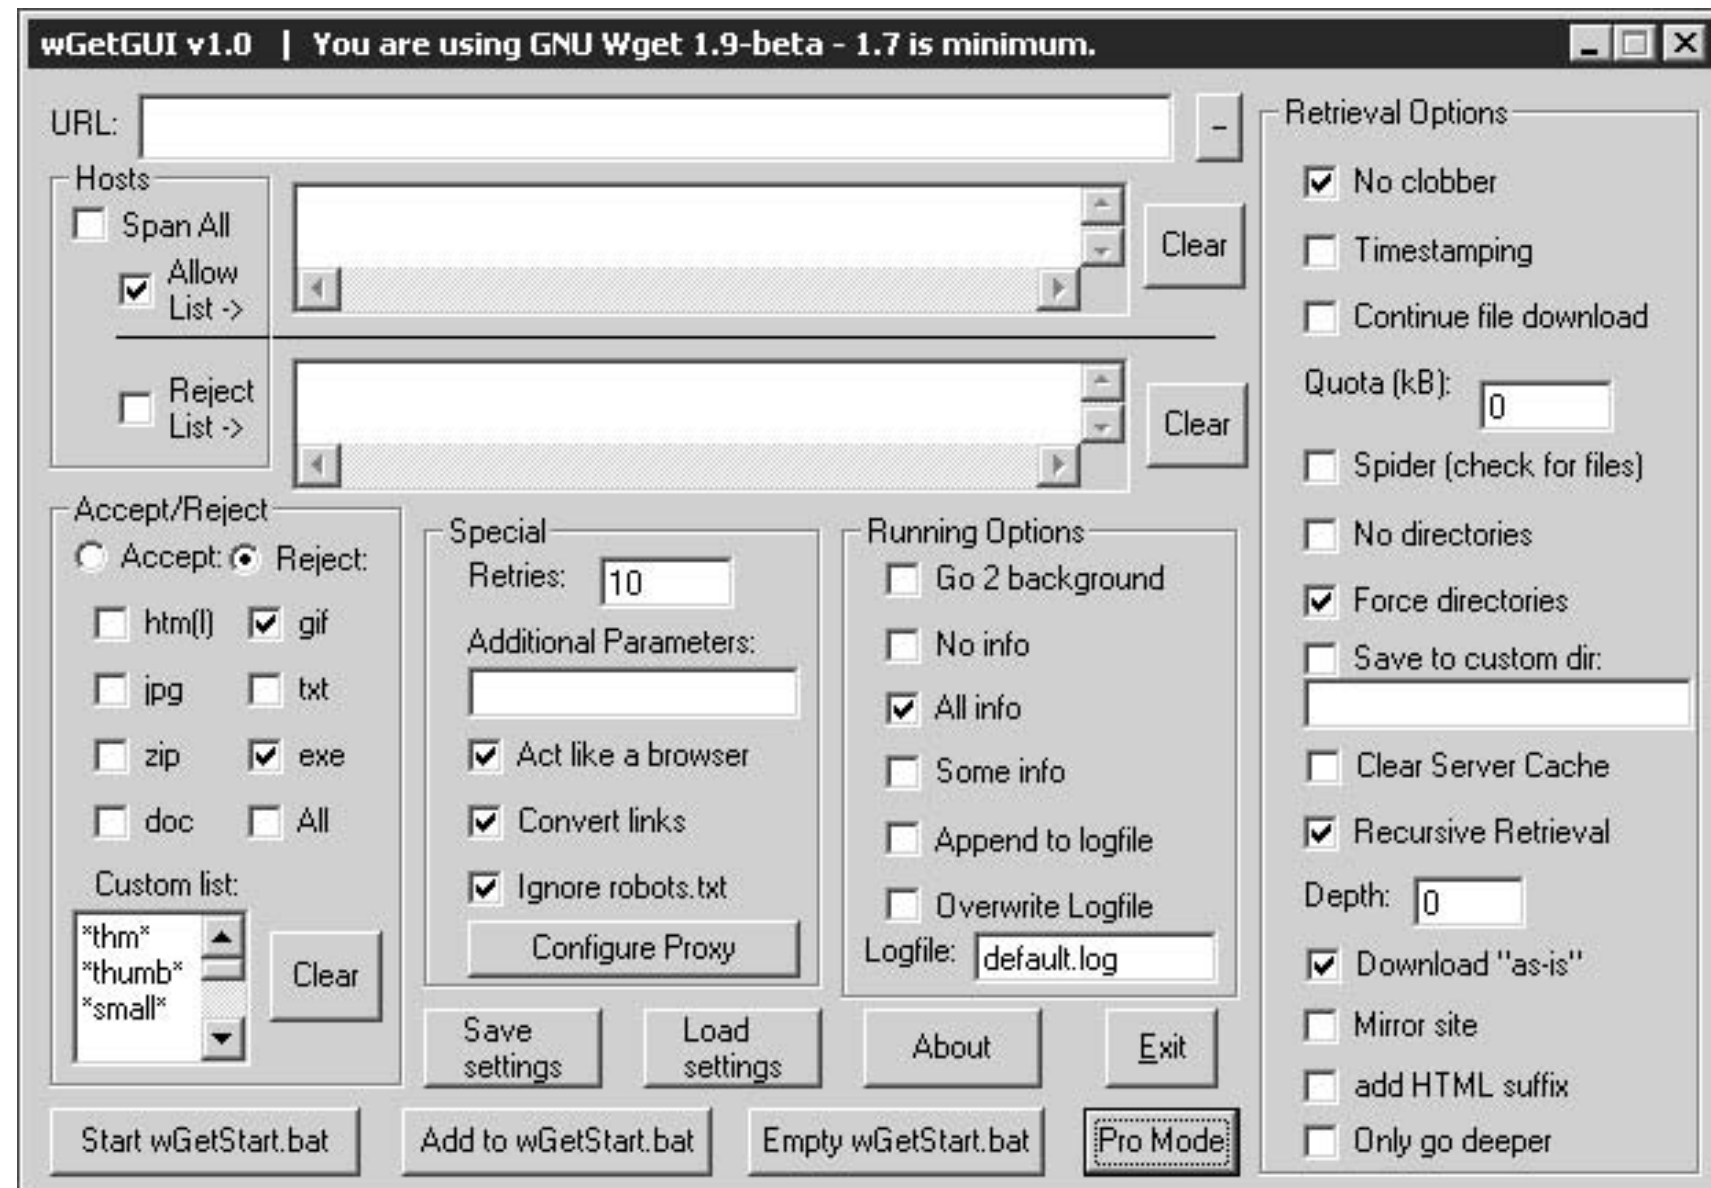 wGetGUI v1.0 | You are using GNU Wget 1.9-beta - 1.7 is minimum.
URL:
-
Hosts
Span All
Allow
List ->
Clear
Reject
List ->
Clear
Accept/Reject
Accept: Reject:
htm(l) gif
jpg txt
zip exe
doc All
Custom list:
*thm*
*thumb*
*small*
Clear
Special
Retries: 10
Additional Parameters:
Act like a browser
Convert links
Ignore robots.txt
Configure Proxy
Running Options
Go 2 background
No info
All info
Some info
Append to logfile
Overwrite Logfile
Logfile: default.log
Save
settings
Load
settings
About
Exit
Start wGetStart.bat
Add to wGetStart.bat
Empty wGetStart.bat
Pro Mode
Retrieval Options
No clobber
Timestamping
Continue file download
Quota (kB): 0
Spider (check for files)
No directories
Force directories
Save to custom dir:
Clear Server Cache
Recursive Retrieval
Depth: 0
Download "as-is"
Mirror site
add HTML suffix
Only go deeper